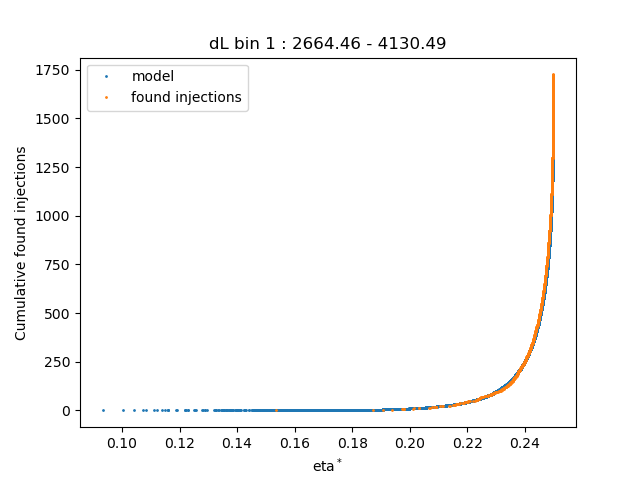 dL bin 1 : 2664.46 - 4130.49
model
found injections
1750
1500
1250
1000
750
500
250
0
Cumulative found injections
0.10 0.12 0.14 0.16 0.18 0.20 0.22 0.24
eta*